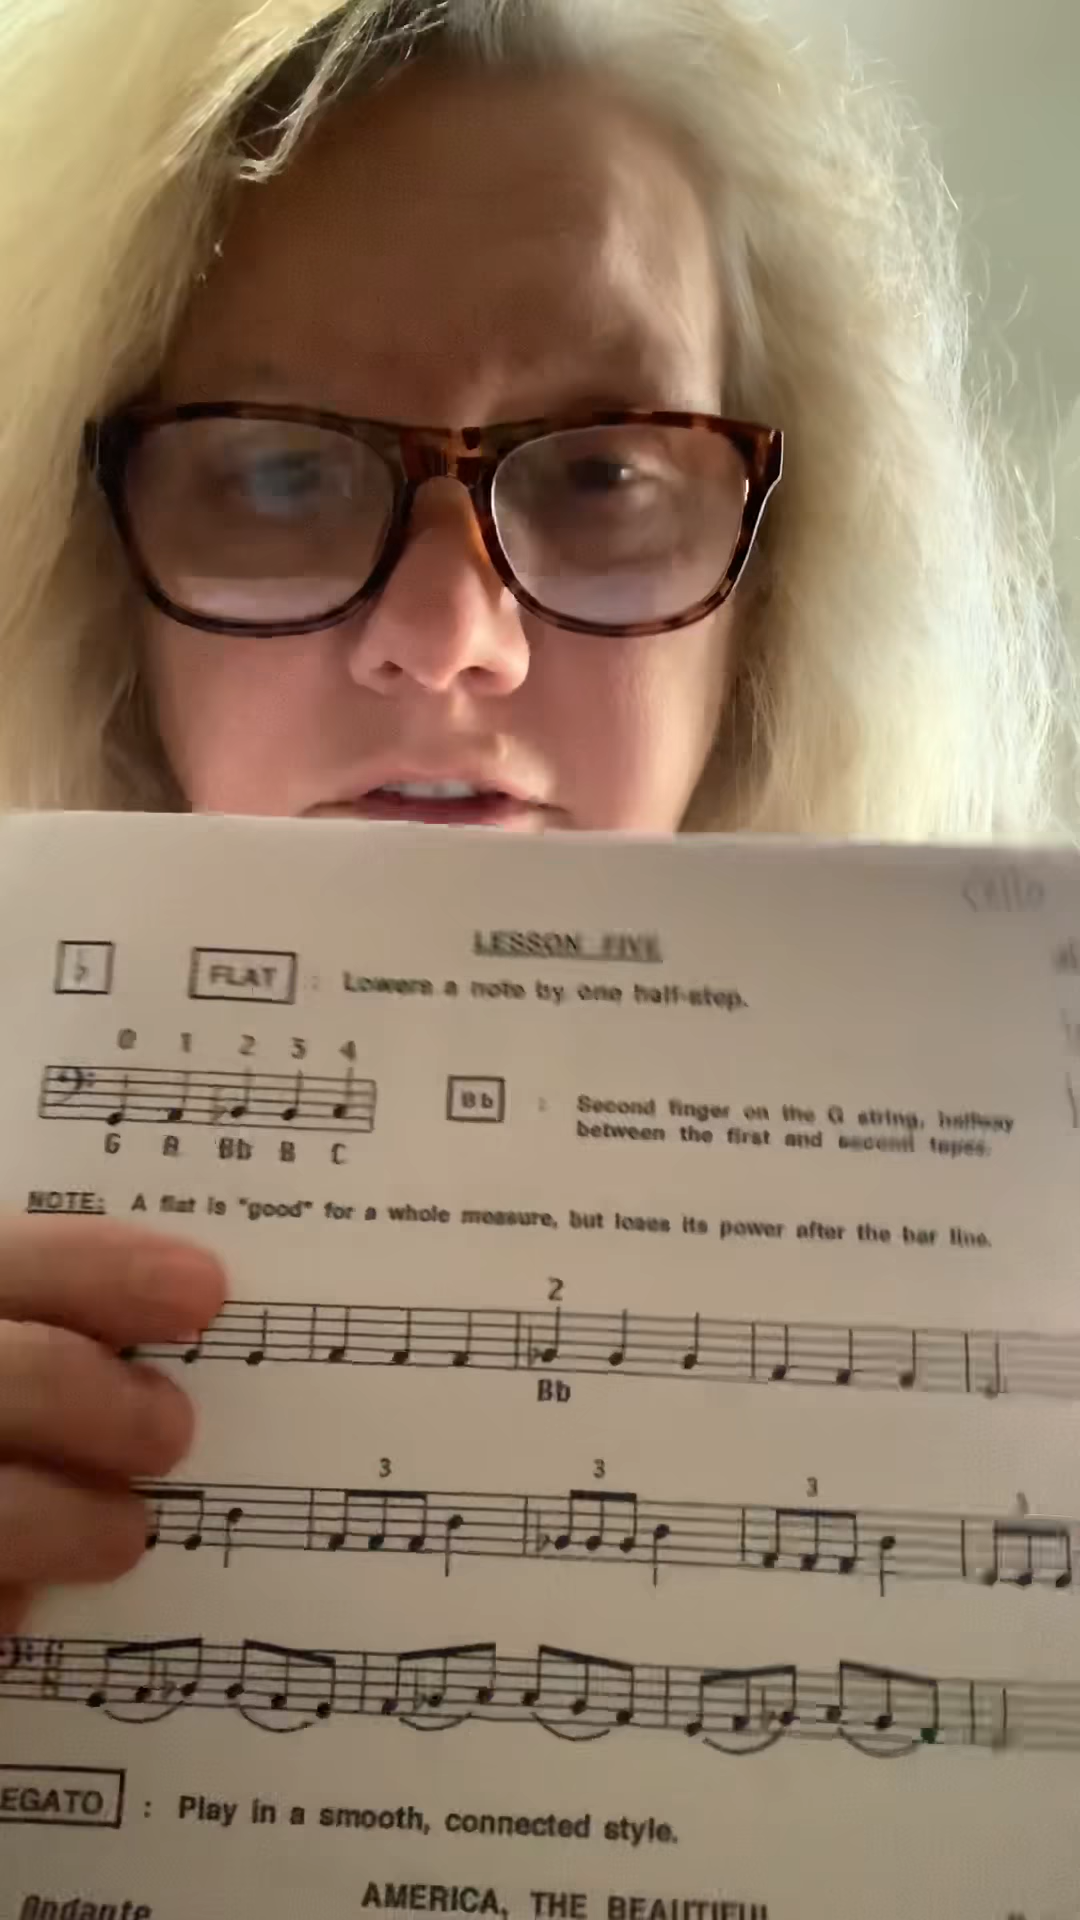 cello
LESSON FIVE
♭ FLAT : Lowers a note by one half-step.
0 1 2 3 4
Bb : Second finger on the G string, halfway
between the first and second tapes.
G A Bb B C
NOTE: A flat is "good" for a whole measure, but loses its power after the bar line.
2
Bb
3 3 3 3
EGATO : Play in a smooth, connected style.
AMERICA, THE BEAUTIFUL
Andante